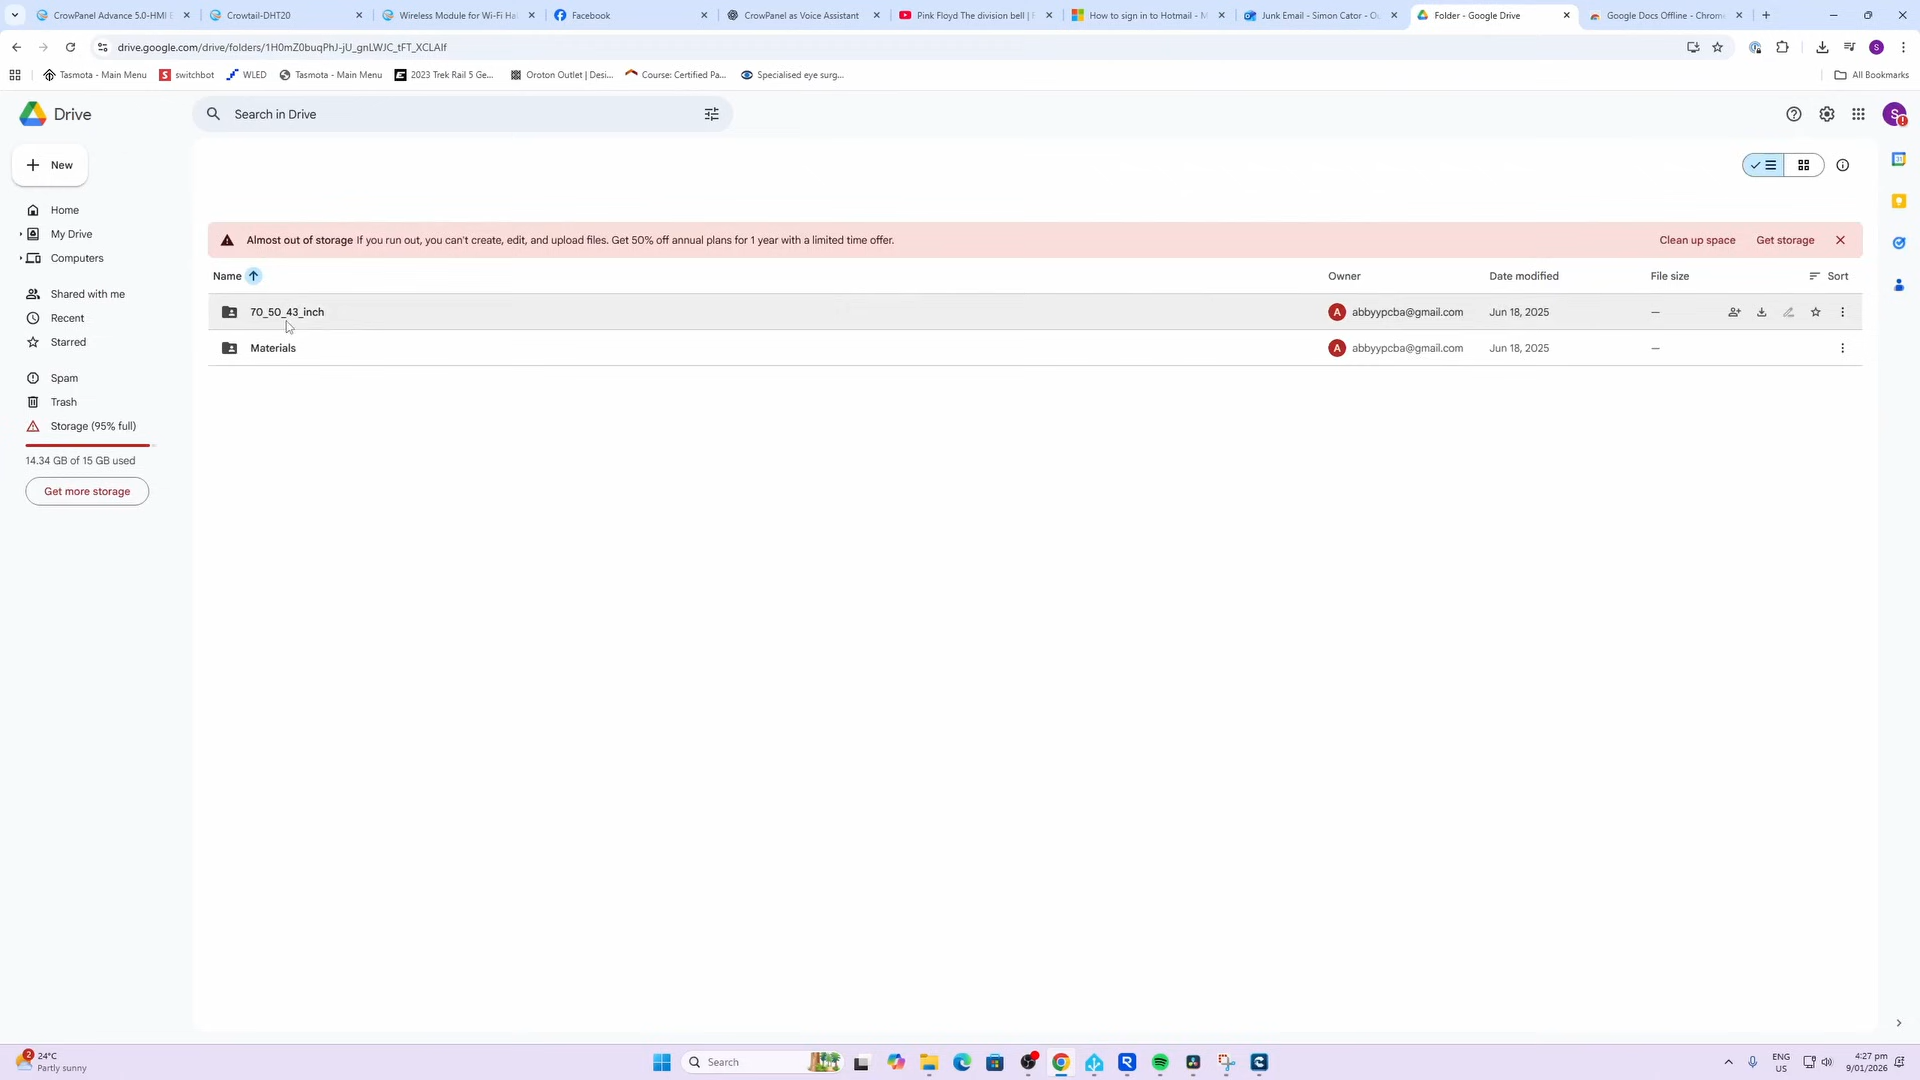 CrowPanel Advance 5.0-HMI E
Crowtail-DHT20
Wireless Module for Wi-Fi Ha
Facebook
CrowPanel as Voice Assistant
Pink Floyd The division bell | F
How to sign in to Hotmail - M
Junk Email - Simon Cator - Ou
Folder - Google Drive
Google Docs Offline - Chrome
drive.google.com/drive/folders/1H0mZ0buqPhJ-jU_gnLWJC_tFT_XCLAIf
S
Tasmota - Main Menu
switchbot
WLED
Tasmota - Main Menu
2023 Trek Rail 5 Ge...
Oroton Outlet | Desi...
Course: Certified Pa...
Specialised eye surg...
All Bookmarks
Drive
Search in Drive
S
New
Home
My Drive
Computers
Shared with me
Recent
Starred
Spam
Trash
Storage (95% full)
14.34 GB of 15 GB used
Get more storage
Almost out of storage If you run out, you can't create, edit, and upload files. Get 50% off annual plans for 1 year with a limited time offer.
Clean up space
Get storage
Name
Owner
Date modified
File size
Sort
70_50_43_inch
A abbyypcba@gmail.com
Jun 18, 2025
—
Materials
A abbyypcba@gmail.com
Jun 18, 2025
—
31
2
24°C
Partly sunny
Search
ENG
US
4:27 pm
9/01/2026